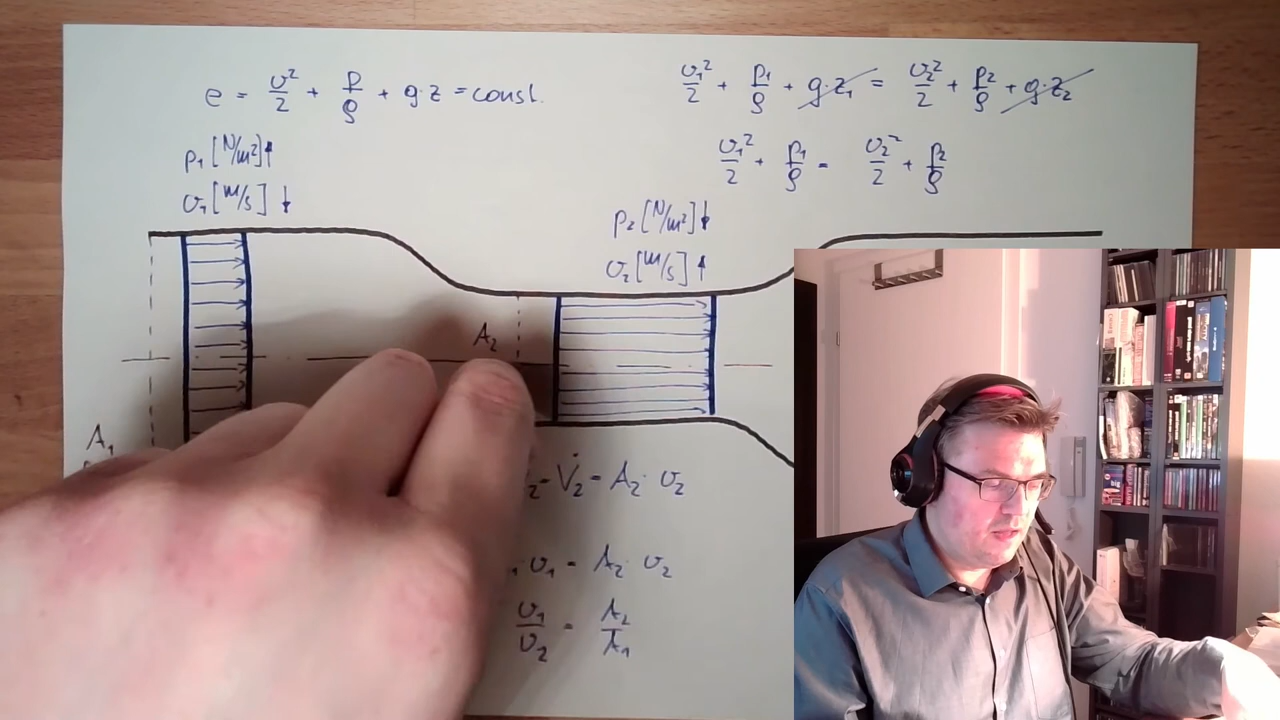 e = v²/2 + p/ρ + g·z = const.
v₁²/2 + p₁/ρ + g·z₁ = v₂²/2 + p₂/ρ + g·z₂
v₁²/2 + p₁/ρ = v₂²/2 + p₂/ρ
p₁ [N/m²] ↑
v₁ [m/s] ↓
p₂ [N/m²] ↓
v₂ [m/s] ↑
A₂
A₁
₂ = V̇₂ = A₂ · v₂
· v₁ = A₂ · v₂
v₁/v₂ = A₂/A₁